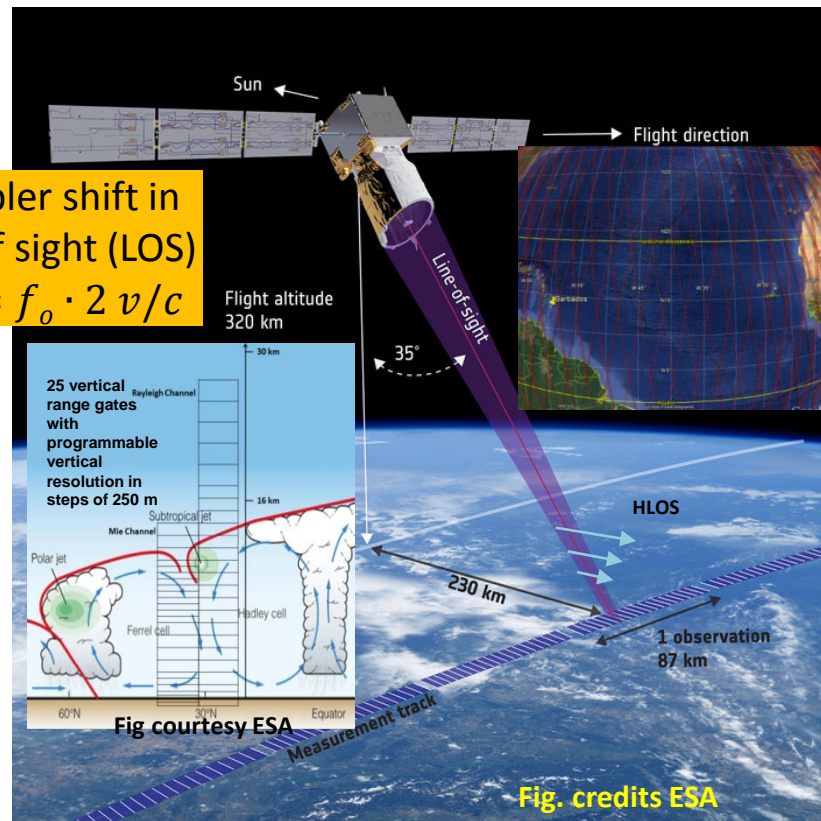 Sun
Flight direction
pler shift in
f sight (LOS)
f₀ · 2 v/c
Flight altitude
320 km
Line-of-sight
35°
Barbados
25 vertical
range gates
with
programmable
vertical
resolution in
steps of 250 m
Rayleigh Channel
30 km
16 km
Mie Channel
Subtropical jet
Polar jet
Ferrel cell
Hadley cell
60°N
30°N
Equator
Fig courtesy ESA
HLOS
230 km
1 observation
87 km
Measurement track
Fig. credits ESA